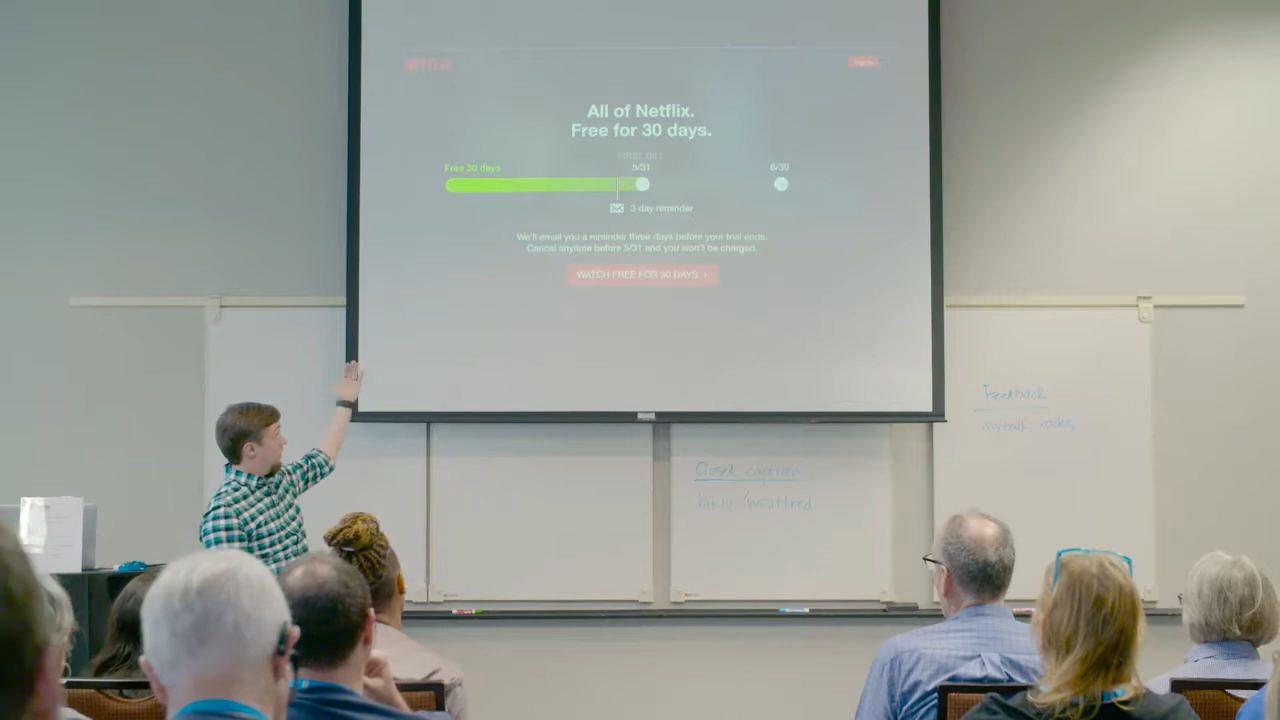 NETFLIX
All of Netflix.
Free for 30 days.
FIRST BILL
Free 30 days
5/31
6/30
3 day reminder
We'll email you a reminder three days before your trial ends.
Cancel anytime before 5/31 and you won't be charged.
WATCH FREE FOR 30 DAYS ›
Feedback
mytalk rocks
Closed caption